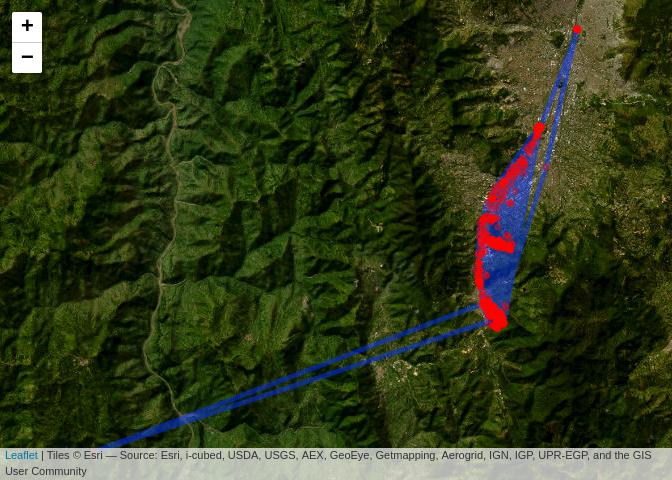 +
−
Leaflet | Tiles © Esri — Source: Esri, i-cubed, USDA, USGS, AEX, GeoEye, Getmapping, Aerogrid, IGN, IGP, UPR-EGP, and the GIS
User Community